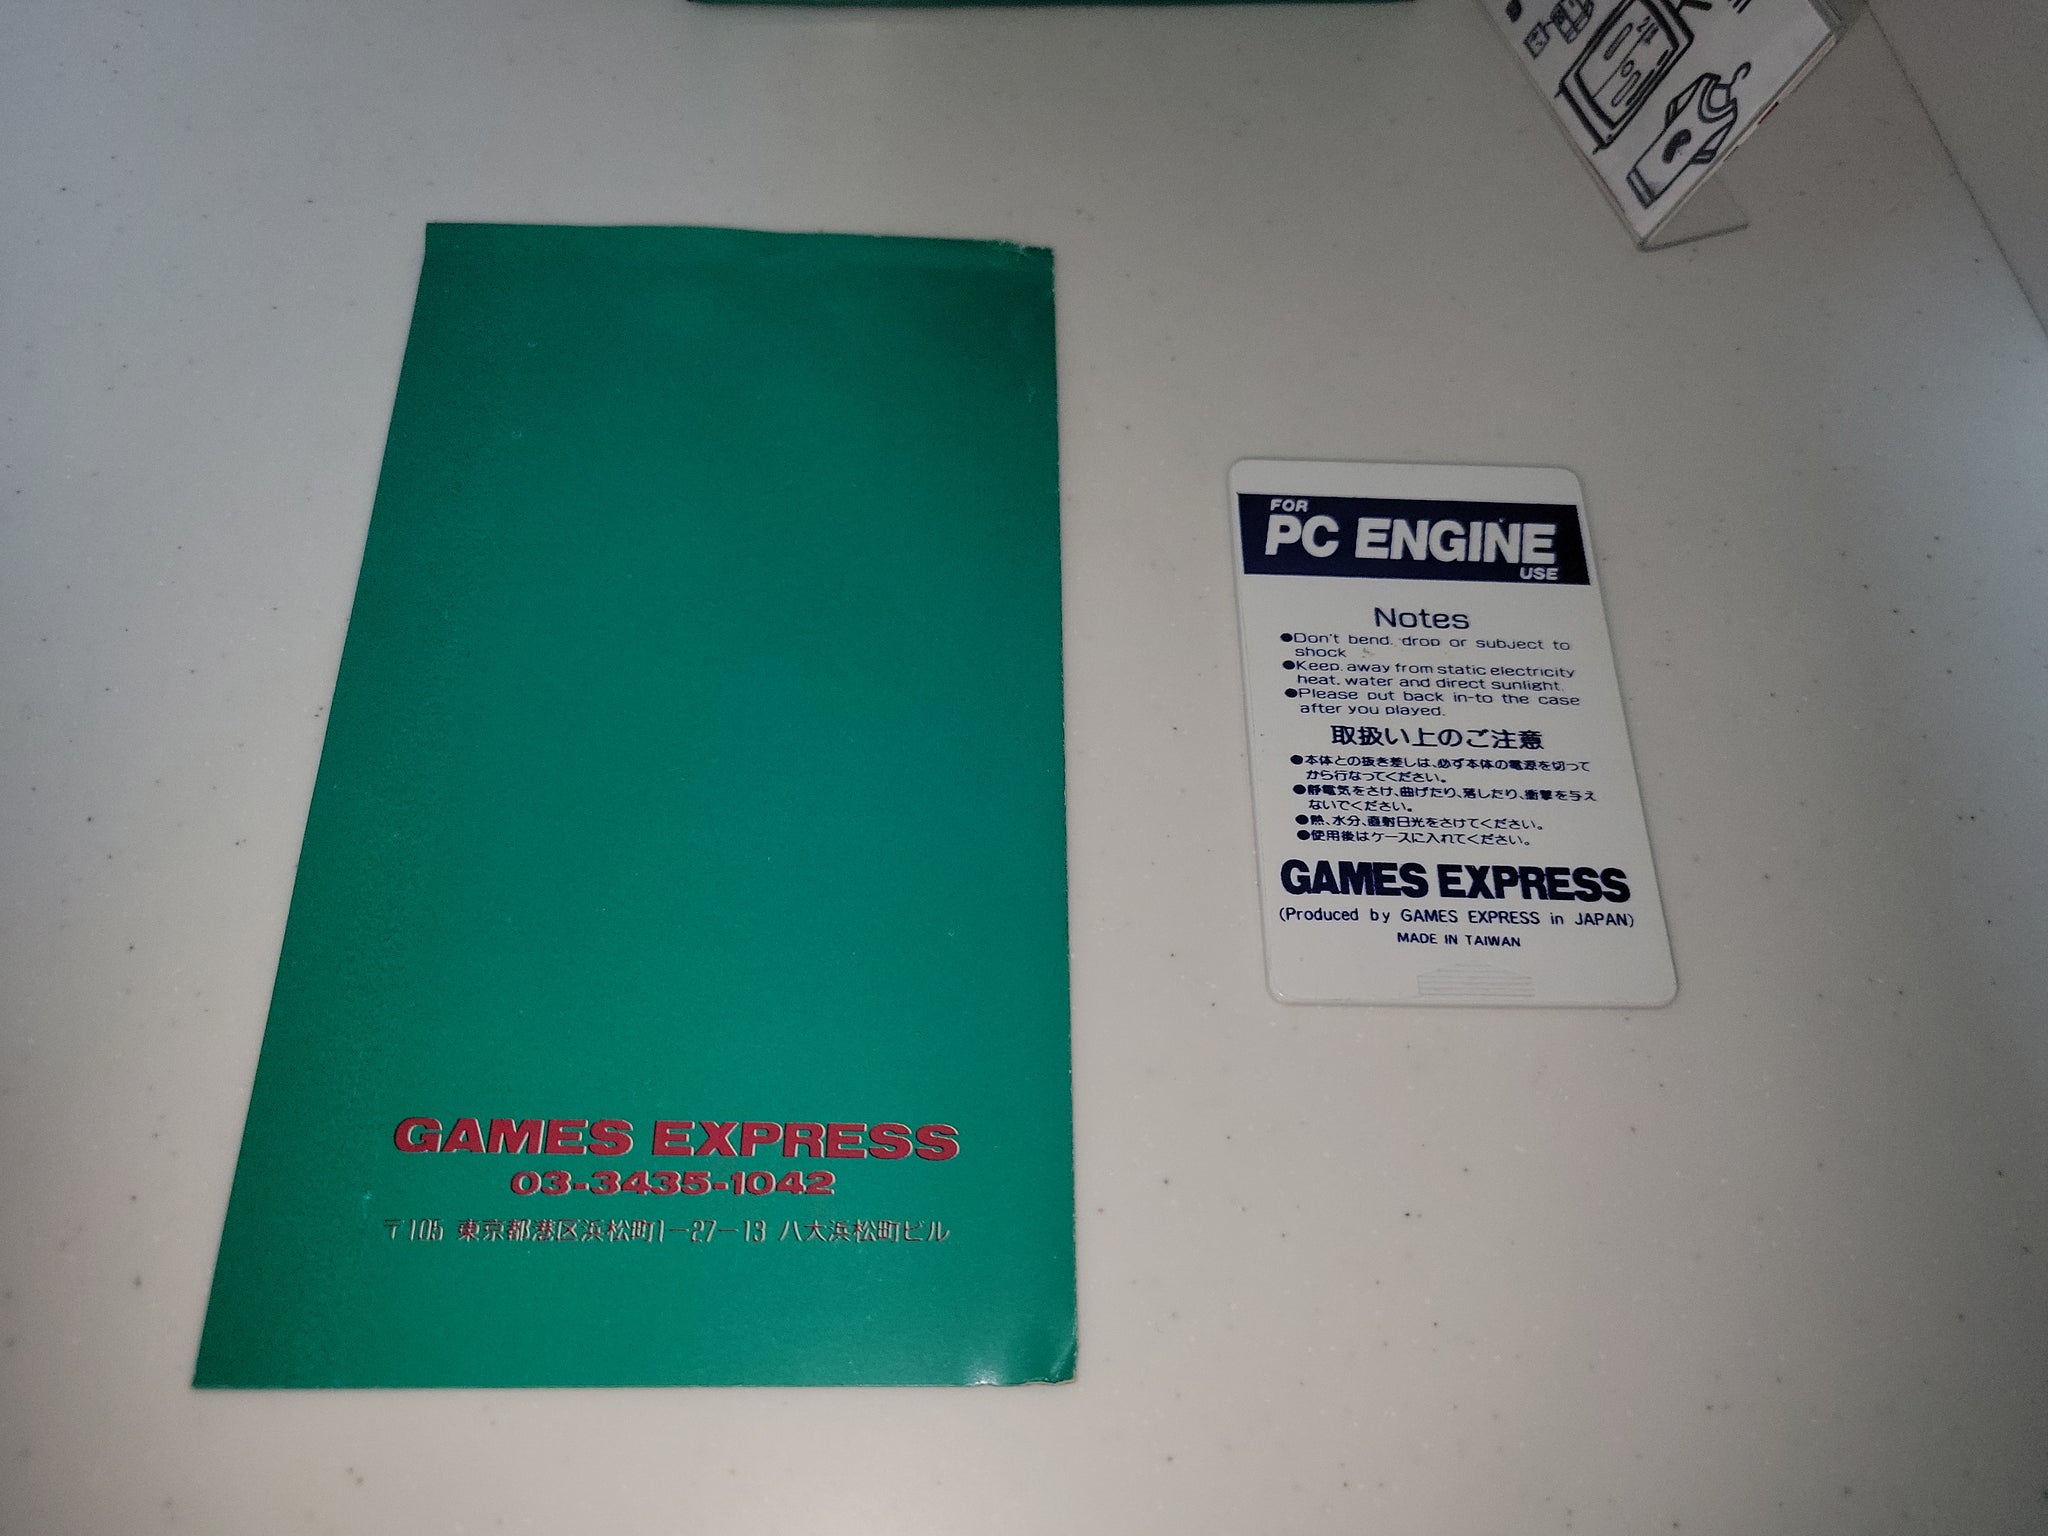 GAMES EXPRESS
03-3435-1042
〒105 東京都港区浜松町1-27-13 八大浜松町ビル
FOR
PC ENGINE
USE
Notes
●Don't bend. drop or subject to
shock
●Keep. away from static electricity
heat. water and direct sunlight.
●Please put back in-to the case
after you played.
取扱い上のご注意
●本体との抜き差しは、必ず本体の電源を切って
から行なってください。
●静電気をさけ、曲げたり、落したり、衝撃を与え
ないでください。
●熱、水分、直射日光をさけてください。
●使用後はケースに入れてください。
GAMES EXPRESS
(Produced by GAMES EXPRESS in JAPAN)
MADE IN TAIWAN